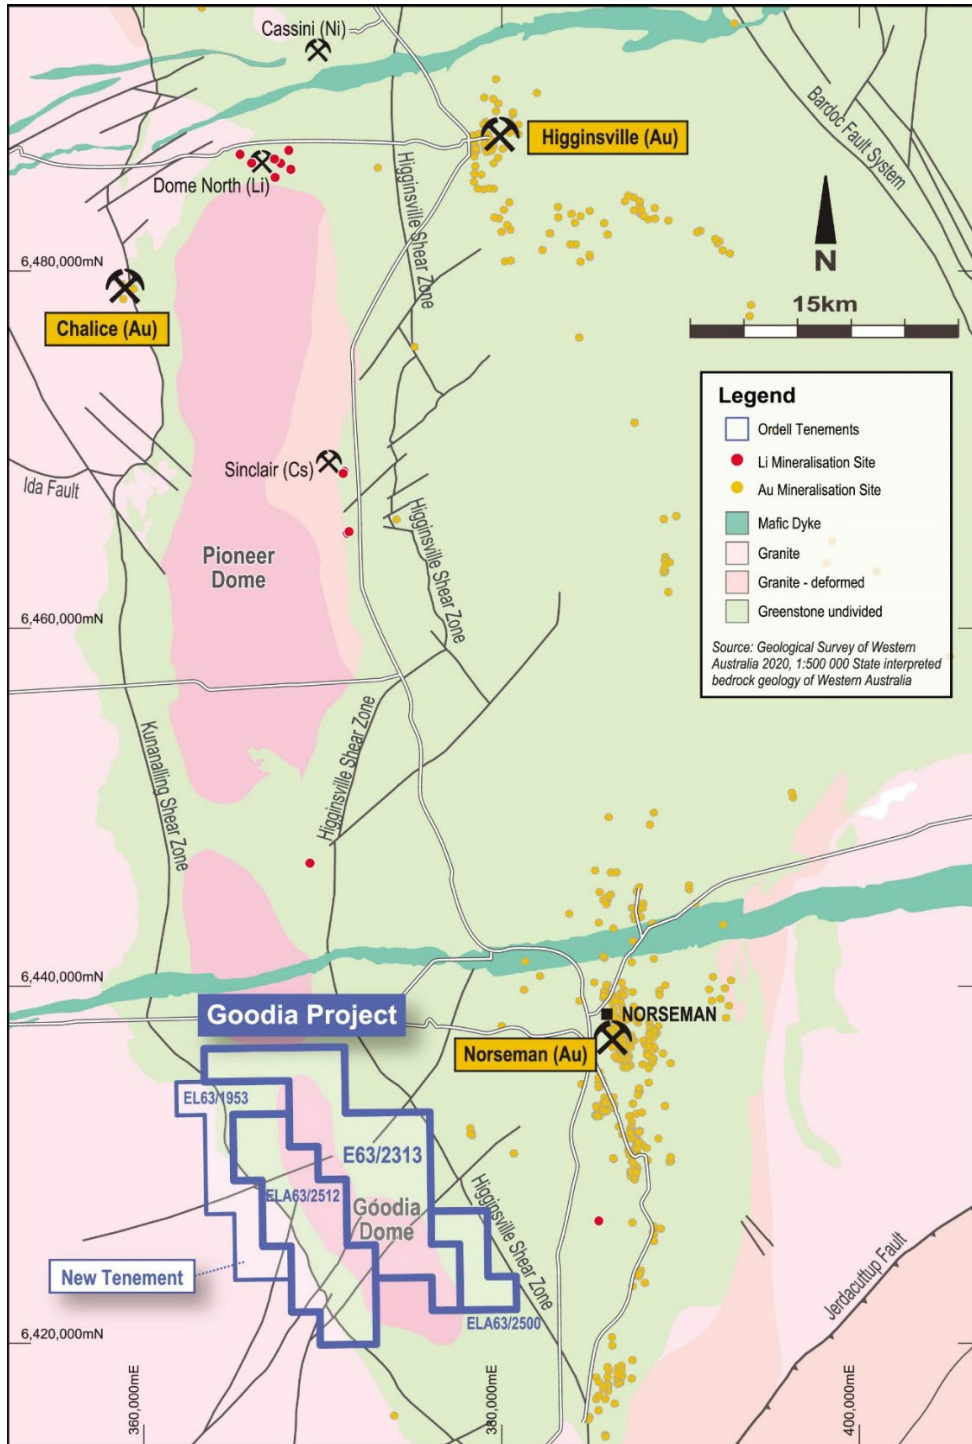 Cassini (Ni)
Bardoc Fault System
Higginsville (Au)
Dome North (Li)
Higginsville Shear Zone
6,480,000mN
N
15km
Chalice (Au)
Legend
Ordell Tenements
Li Mineralisation Site
Au Mineralisation Site
Mafic Dyke
Granite
Granite - deformed
Greenstone undivided
Source: Geological Survey of Western
Australia 2020, 1:500 000 State interpreted
bedrock geology of Western Australia
Sinclair (Cs)
Ida Fault
Higginsville Shear Zone
Pioneer
Dome
6,460,000mN
Kunanalling Shear Zone
Higginsville Shear Zone
6,440,000mN
Goodia Project
NORSEMAN
Norseman (Au)
EL63/1953
E63/2313
ELA63/2512
Goodia
Dome
Higginsville Shear Zone
New Tenement
Jerdacuttup Fault
ELA63/2500
6,420,000mN
360,000mE
380,000mE
400,000mE